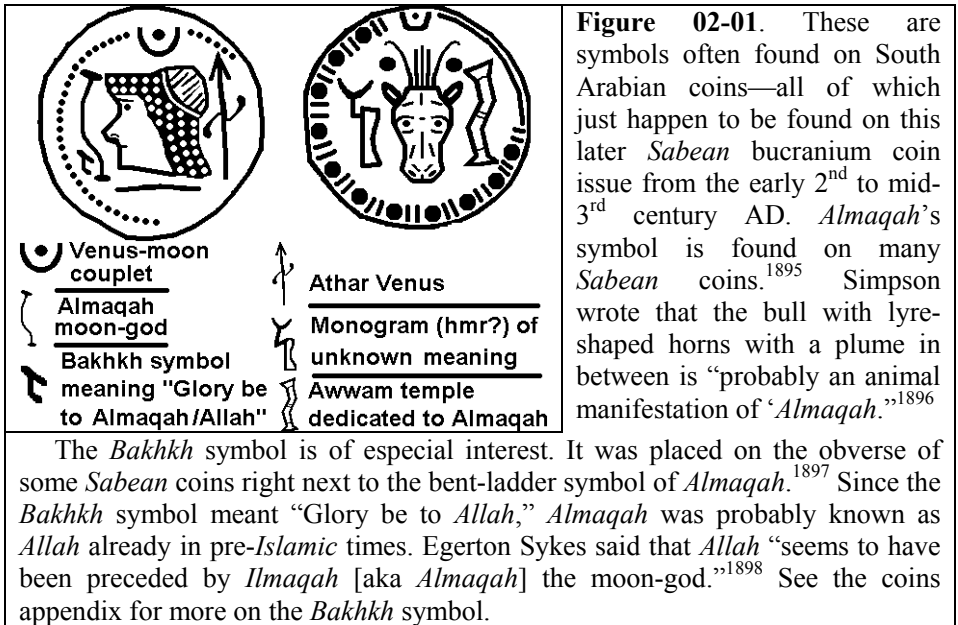 Venus-moon
couplet
Almaqah
moon-god
Bakhkh symbol
meaning "Glory be
to Almaqah/Allah"
Athar Venus
Monogram (hmr?) of
unknown meaning
Awwam temple
dedicated to Almaqah
Figure 02-01. These are
symbols often found on South
Arabian coins—all of which
just happen to be found on this
later Sabean bucranium coin
issue from the early 2nd to mid-
3rd century AD. Almaqah's
symbol is found on many
Sabean coins.1895 Simpson
wrote that the bull with lyre-
shaped horns with a plume in
between is “probably an animal
manifestation of ‘Almaqah.”1896
The Bakhkh symbol is of especial interest. It was placed on the obverse of
some Sabean coins right next to the bent-ladder symbol of Almaqah.1897 Since the
Bakhkh symbol meant “Glory be to Allah,” Almaqah was probably known as
Allah already in pre-Islamic times. Egerton Sykes said that Allah “seems to have
been preceded by Ilmaqah [aka Almaqah] the moon-god.”1898 See the coins
appendix for more on the Bakhkh symbol.